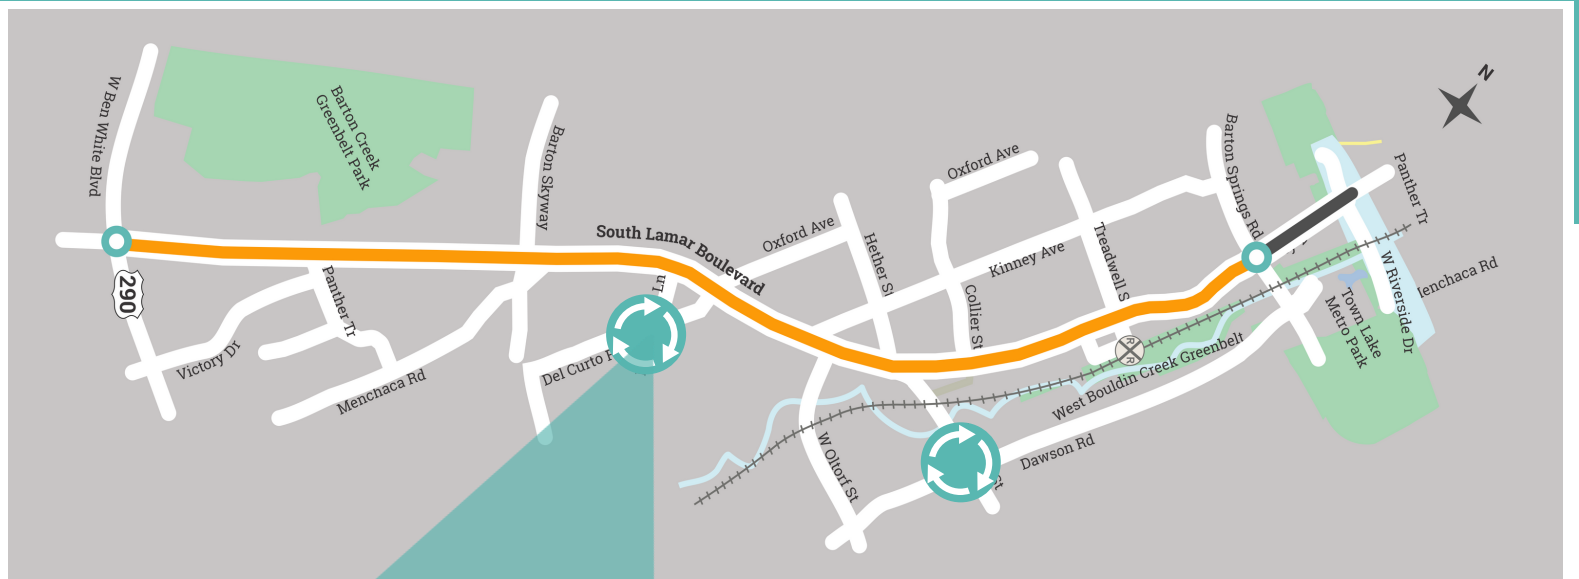 N
W Ben White Blvd
Barton Creek
Greenbelt Park
Barton Skyway
Oxford Ave
Barton Springs Rd
Panther Tr
South Lamar Boulevard
Oxford Ave
Hether S
Kinney Ave
Treadwell S
290
Panther Tr
Ln
Collier St
W Riverside Dr
enchaca Rd
Town Lake
Metro Park
Victory Dr
Menchaca Rd
Del Curto
R R
West Bouldin Creek Greenbelt
W Oltorf St
Dawson Rd
St